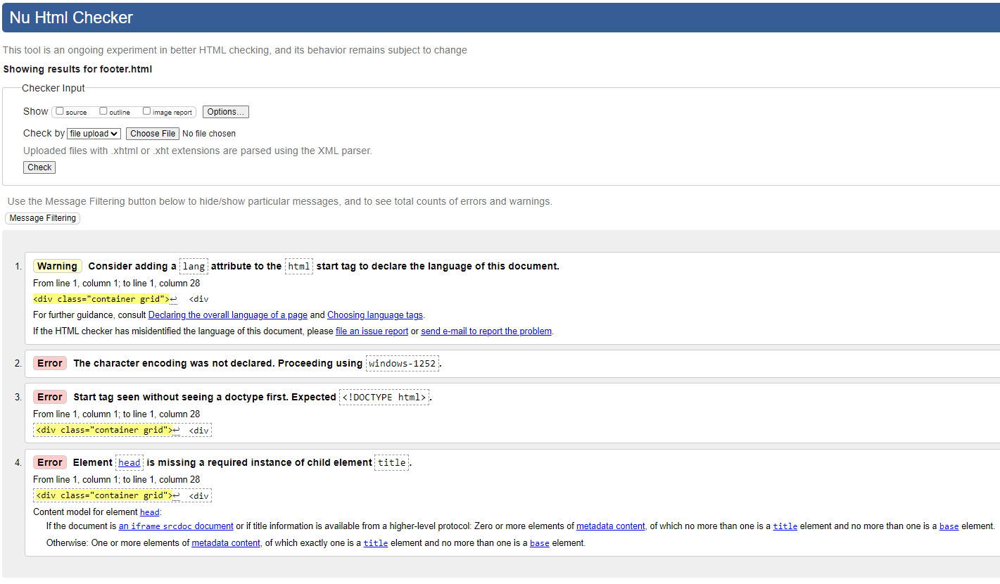 Nu Html Checker
This tool is an ongoing experiment in better HTML checking, and its behavior remains subject to change
Showing results for footer.html
Checker Input
Show source outline image report Options...
Check by file upload Choose File No file chosen
Uploaded files with .xhtml or .xht extensions are parsed using the XML parser.
Check
Use the Message Filtering button below to hide/show particular messages, and to see total counts of errors and warnings.
Message Filtering
1. Warning Consider adding a lang attribute to the html start tag to declare the language of this document.
From line 1, column 1; to line 1, column 28
<div class="container grid">↩ <div
For further guidance, consult Declaring the overall language of a page and Choosing language tags.
If the HTML checker has misidentified the language of this document, please file an issue report or send e-mail to report the problem.
2. Error The character encoding was not declared. Proceeding using windows-1252.
3. Error Start tag seen without seeing a doctype first. Expected <!DOCTYPE html>.
From line 1, column 1; to line 1, column 28
<div class="container grid">↩ <div
4. Error Element head is missing a required instance of child element title.
From line 1, column 1; to line 1, column 28
<div class="container grid">↩ <div
Content model for element head:
If the document is an iframe srcdoc document or if title information is available from a higher-level protocol: Zero or more elements of metadata content, of which no more than one is a title element and no more than one is a base element.
Otherwise: One or more elements of metadata content, of which exactly one is a title element and no more than one is a base element.